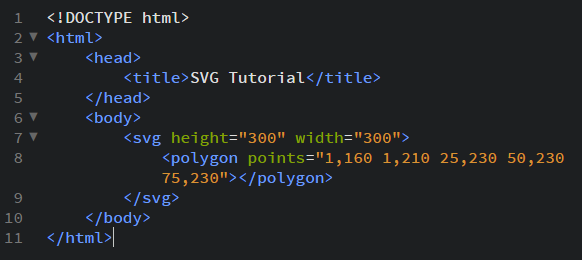 1 <!DOCTYPE html>
2 <html>
3 <head>
4 <title>SVG Tutorial</title>
5 </head>
6 <body>
7 <svg height="300" width="300">
8 <polygon points="1,160 1,210 25,230 50,230
75,230"></polygon>
9 </svg>
10 </body>
11 </html>